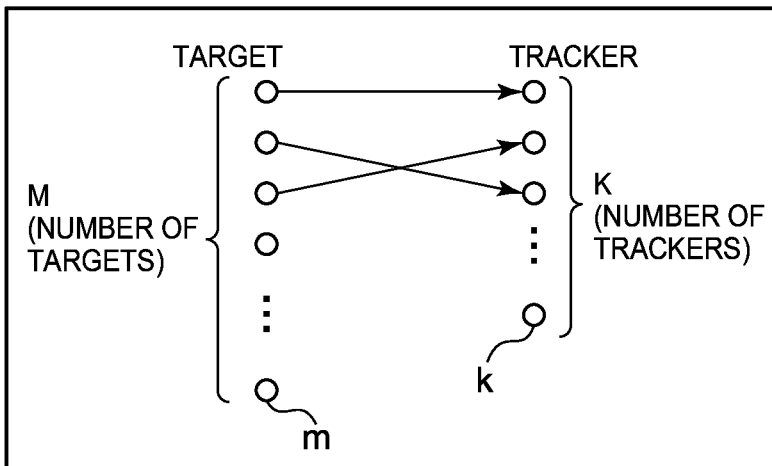 TARGET
TRACKER
M
(NUMBER OF
TARGETS)
K
(NUMBER OF
TRACKERS)
k
m